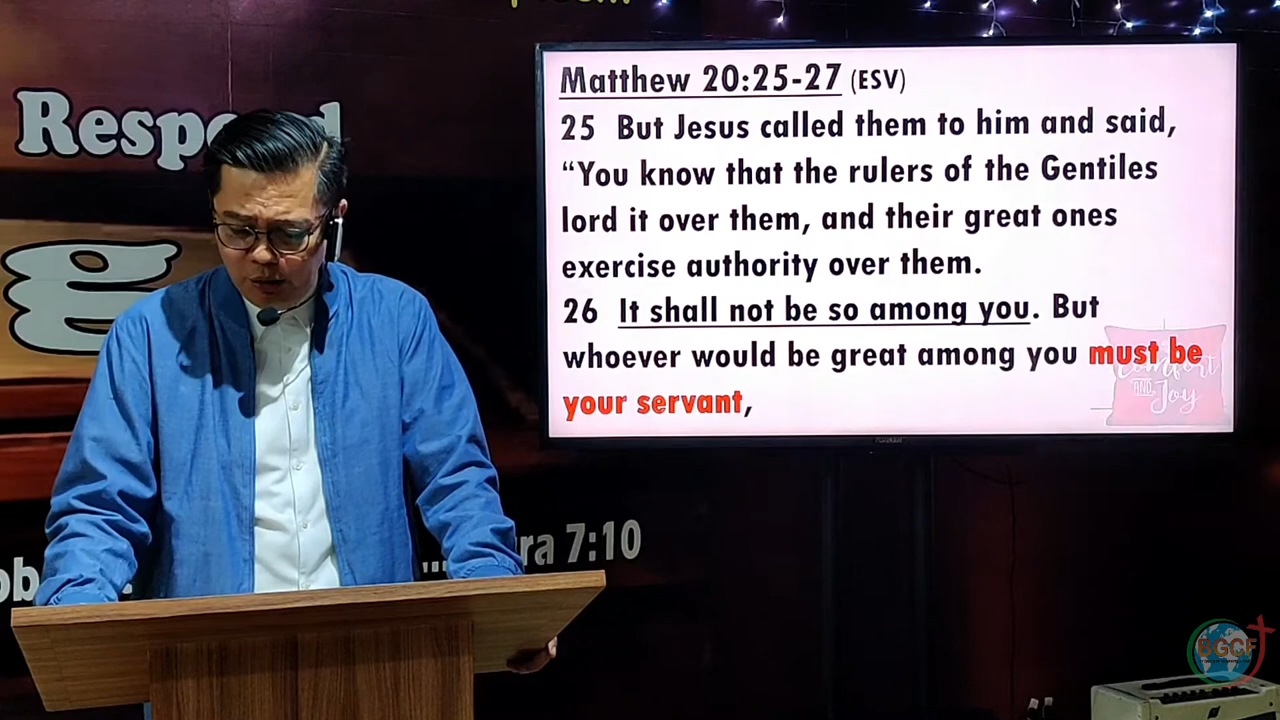 Respond
g
ra 7:10
Matthew 20:25-27 (ESV)
25 But Jesus called them to him and said,
“You know that the rulers of the Gentiles
lord it over them, and their great ones
exercise authority over them.
26 It shall not be so among you. But
whoever would be great among you must be
your servant,
Comfort
AND
Joy
BGCF